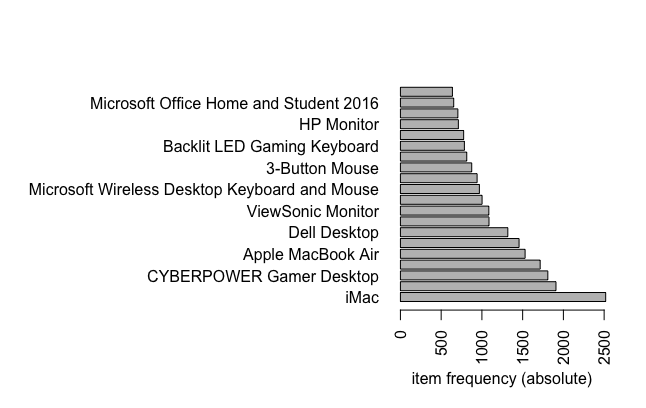 Microsoft Office Home and Student 2016
HP Monitor
Backlit LED Gaming Keyboard
3-Button Mouse
Microsoft Wireless Desktop Keyboard and Mouse
ViewSonic Monitor
Dell Desktop
Apple MacBook Air
CYBERPOWER Gamer Desktop
iMac
0
500
1000
1500
2000
2500
item frequency (absolute)